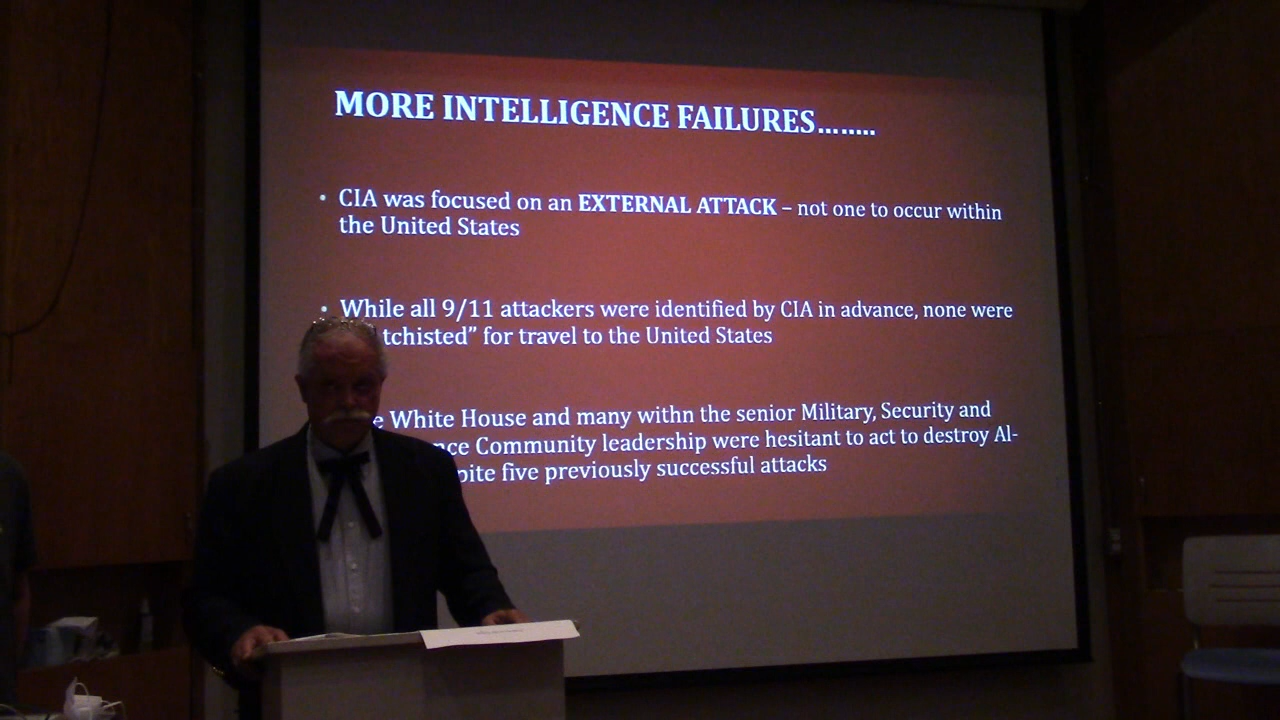 MORE INTELLIGENCE FAILURES........
• CIA was focused on an EXTERNAL ATTACK – not one to occur within
the United States
• While all 9/11 attackers were identified by CIA in advance, none were
tchisted” for travel to the United States
e White House and many withn the senior Military, Security and
nce Community leadership were hesitant to act to destroy Al-
pite five previously successful attacks